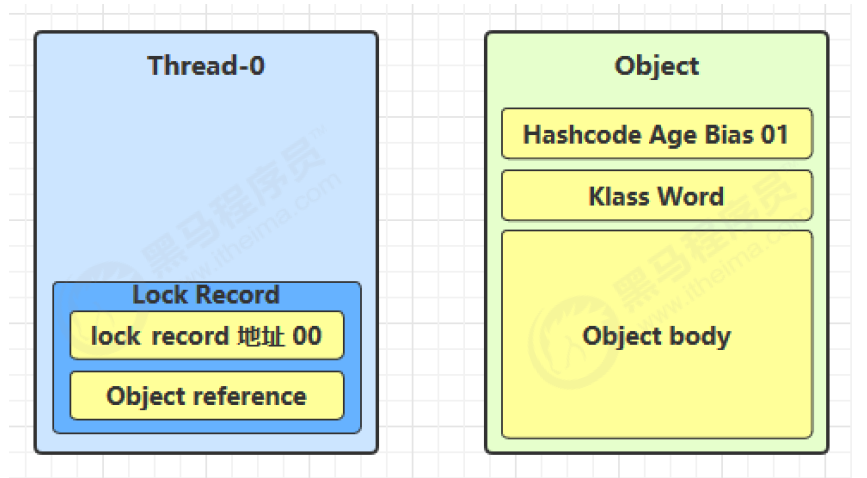 Thread-0
Lock Record
lock record 地址 00
Object reference
Object
Hashcode Age Bias 01
Klass Word
Object body
黑马程序员
www.itheima.com
黑马程序员
www.itheima.com